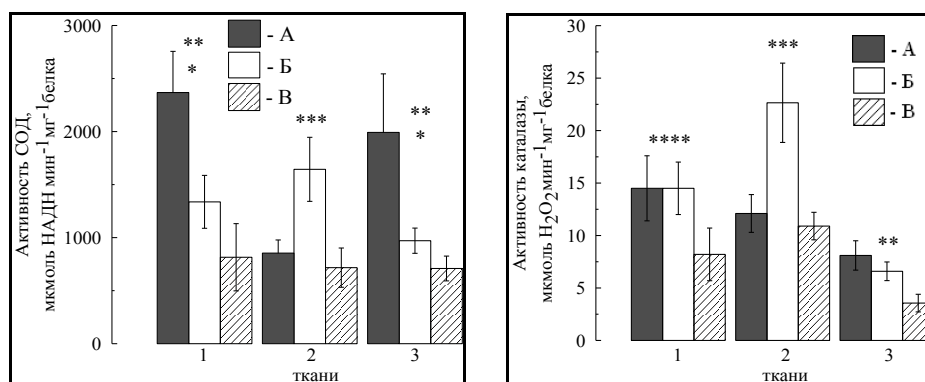 3000
2000
1000
0
Активность СОД,
мкмоль НАДН мин⁻¹мг⁻¹белка
**
*
***
**
*
- А
- Б
- В
1 2 3
ткани
30
25
20
15
10
5
0
Активность каталазы,
мкмоль H₂O₂мин⁻¹мг⁻¹белка
****
***
**
- А
- Б
- В
1 2 3
ткани